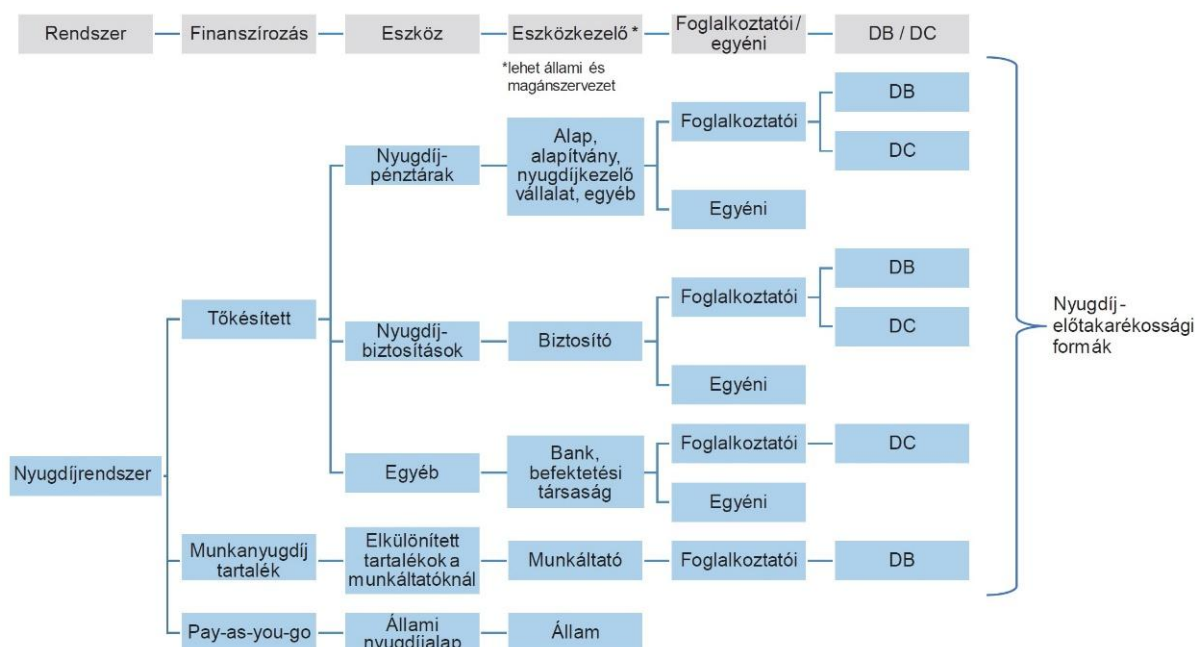 Rendszer
Finanszírozás
Eszköz
Eszközkezelő *
Foglalkoztatói /
egyéni
DB / DC
*lehet állami és
magánszervezet
Nyugdíjrendszer
Tőkésített
Nyugdíj-
pénztárak
Alap,
alapítvány,
nyugdíjkezelő
vállalat, egyéb
Foglalkoztatói
DB
DC
Egyéni
Nyugdíj-
biztosítások
Biztosító
Foglalkoztatói
DB
DC
Egyéni
Egyéb
Bank,
befektetési
társaság
Foglalkoztatói
DC
Egyéni
Munkanyugdíj
tartalék
Elkülönített
tartalékok a
munkáltatóknál
Munkáltató
Foglalkoztatói
DB
Pay-as-you-go
Állami
nyugdíjalap
Állam
Nyugdíj-
előtakarékossági
formák